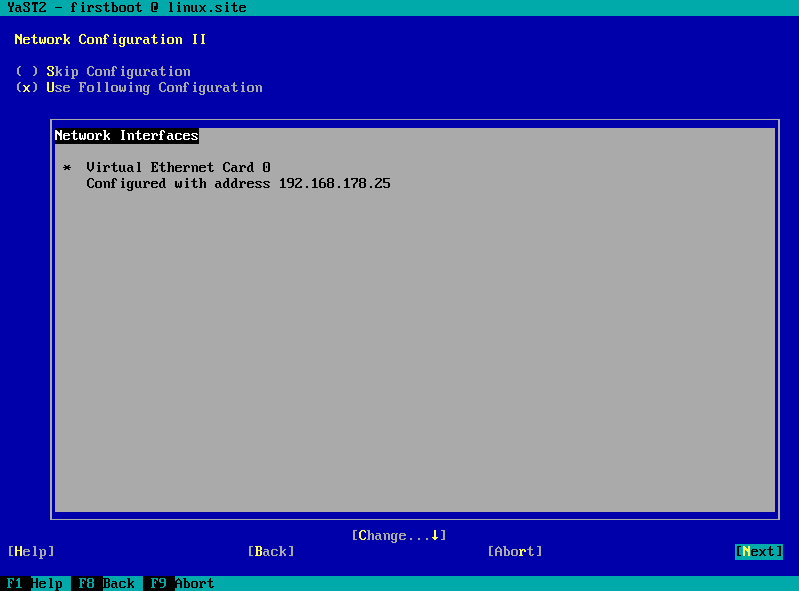 YaST2 - firstboot @ linux.site
Network Configuration II
( ) Skip Configuration
(x) Use Following Configuration
Network Interfaces
* Virtual Ethernet Card 0
Configured with address 192.168.178.25
[Change...↓]
[Help] [Back] [Abort] [Next]
F1 Help F8 Back F9 Abort